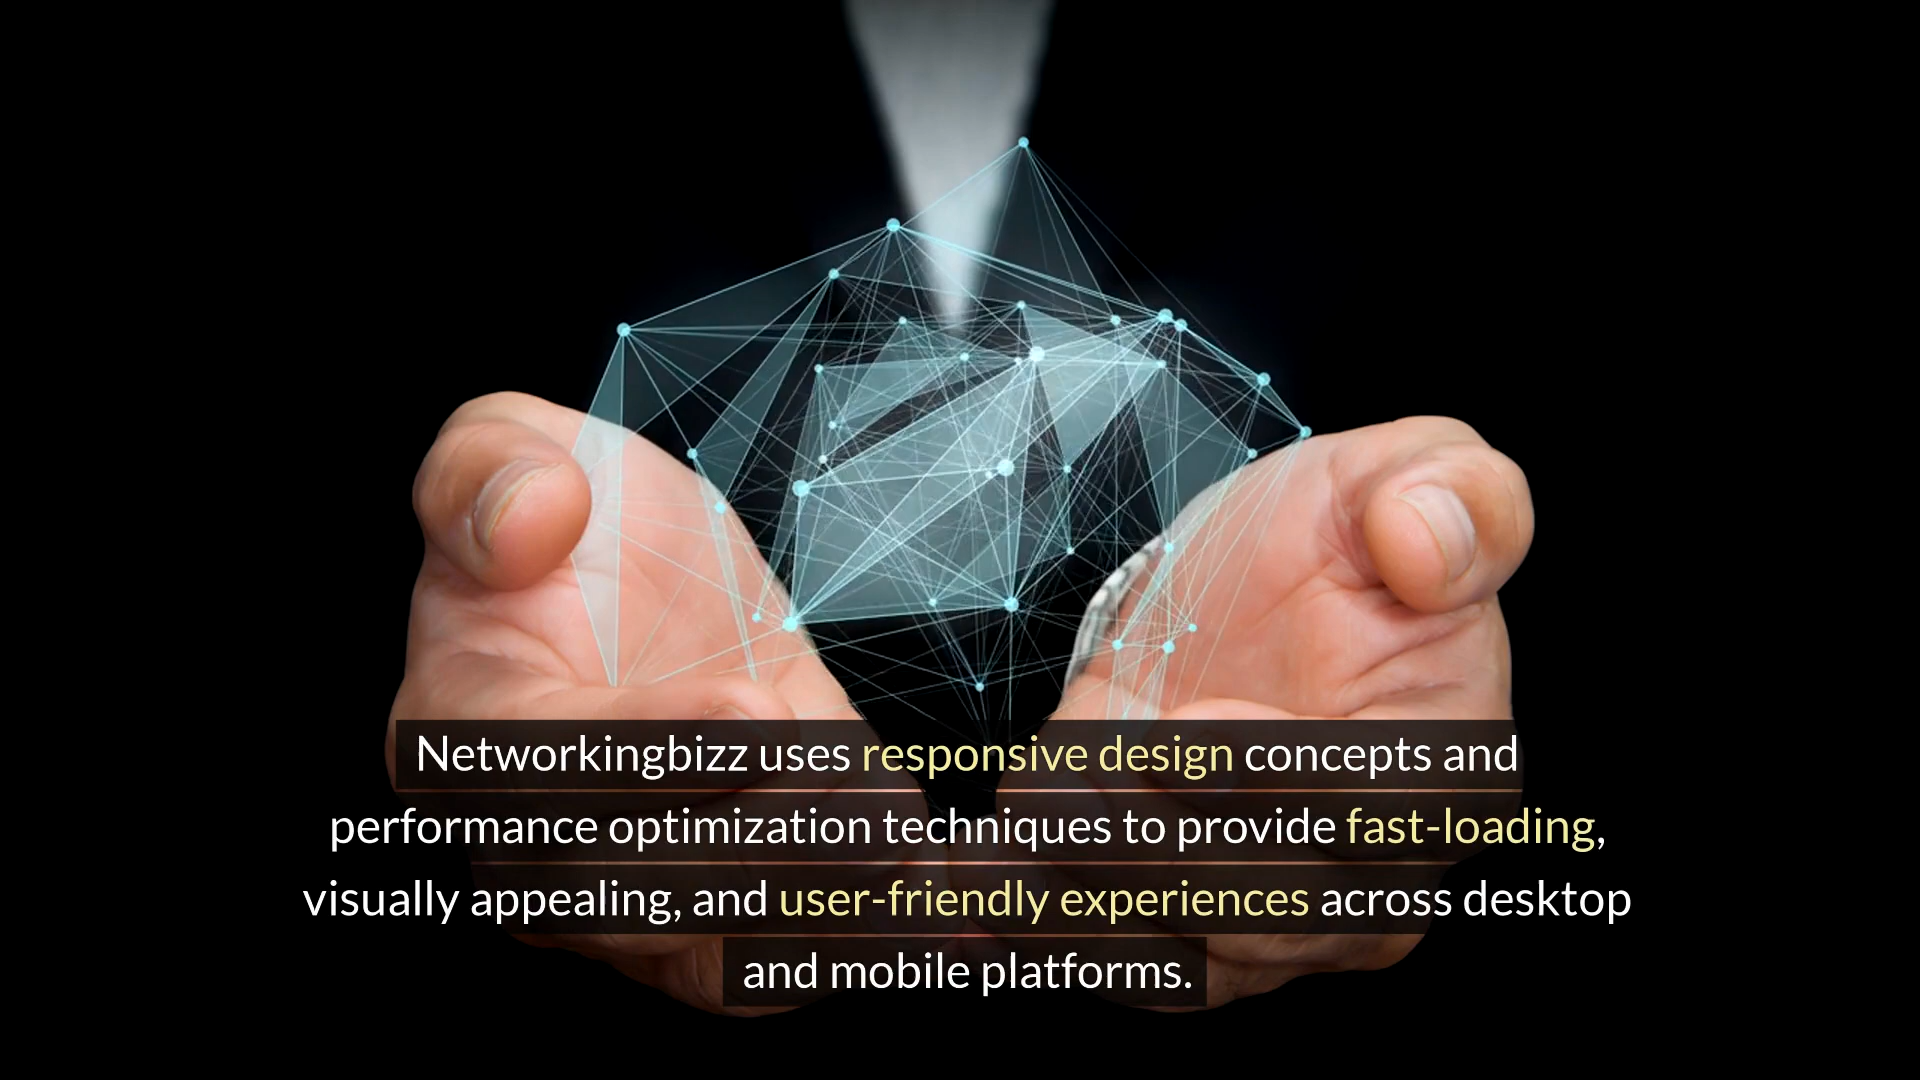 Networkingbizz uses responsive design concepts and
performance optimization techniques to provide fast-loading,
visually appealing, and user-friendly experiences across desktop
and mobile platforms.